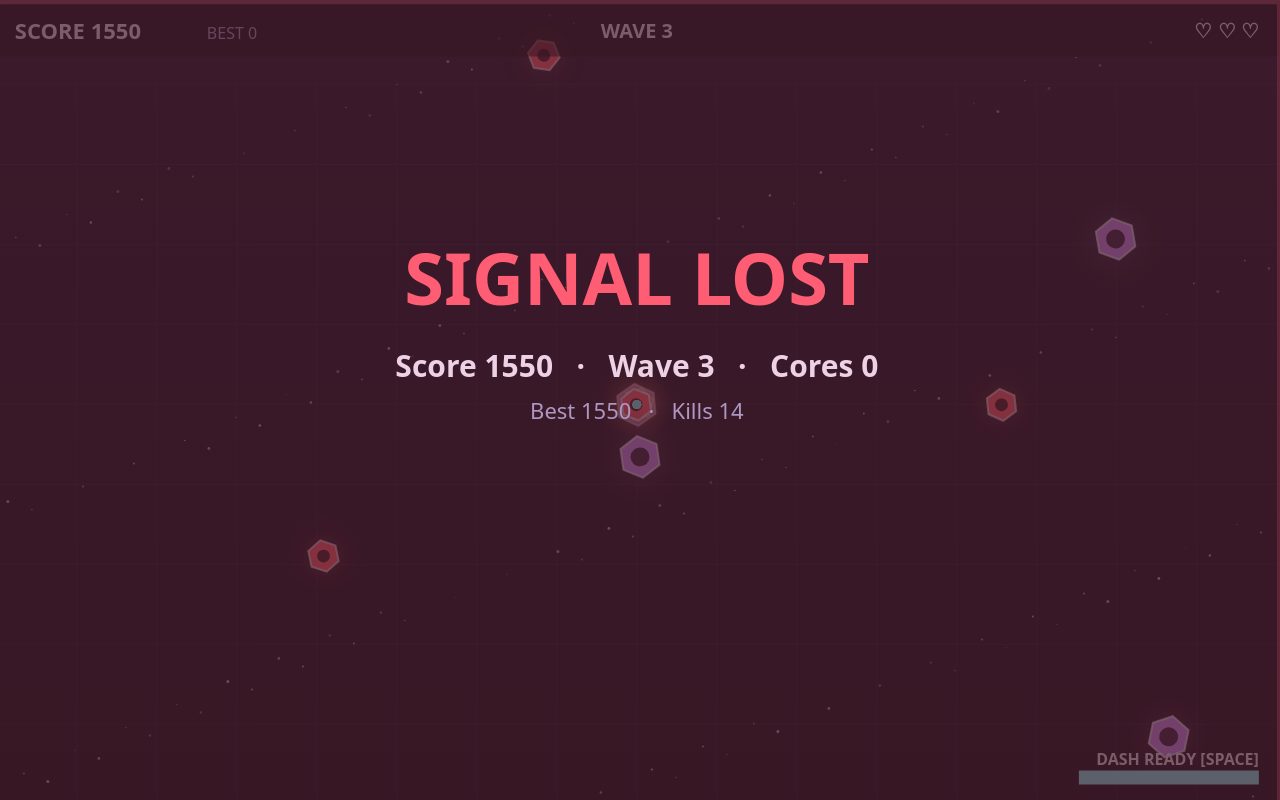 SCORE 1550 BEST 0 WAVE 3 ♡ ♡ ♡
SIGNAL LOST
Score 1550 · Wave 3 · Cores 0
Best 1550 · Kills 14
DASH READY [SPACE]